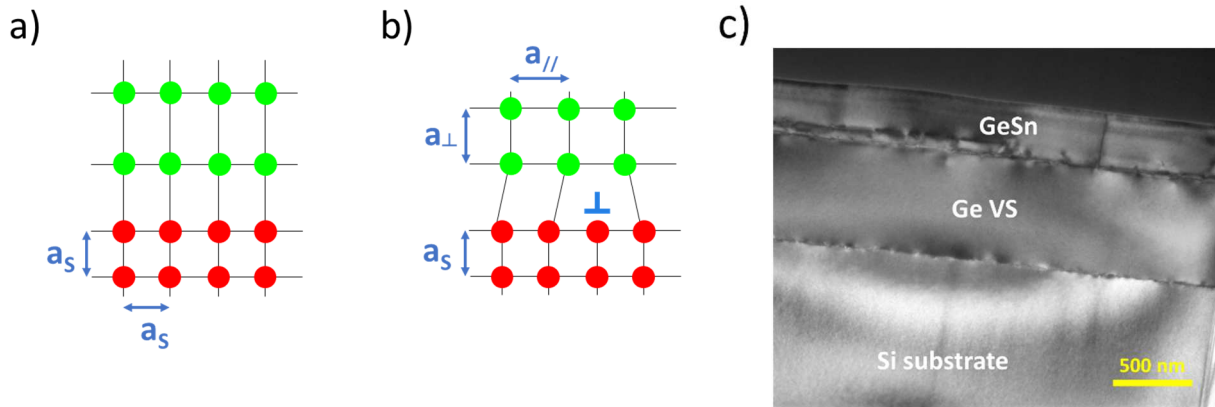 a)
b)
c)
a//
a⊥
aS
aS
aS
⊥
GeSn
Ge VS
Si substrate
500 nm